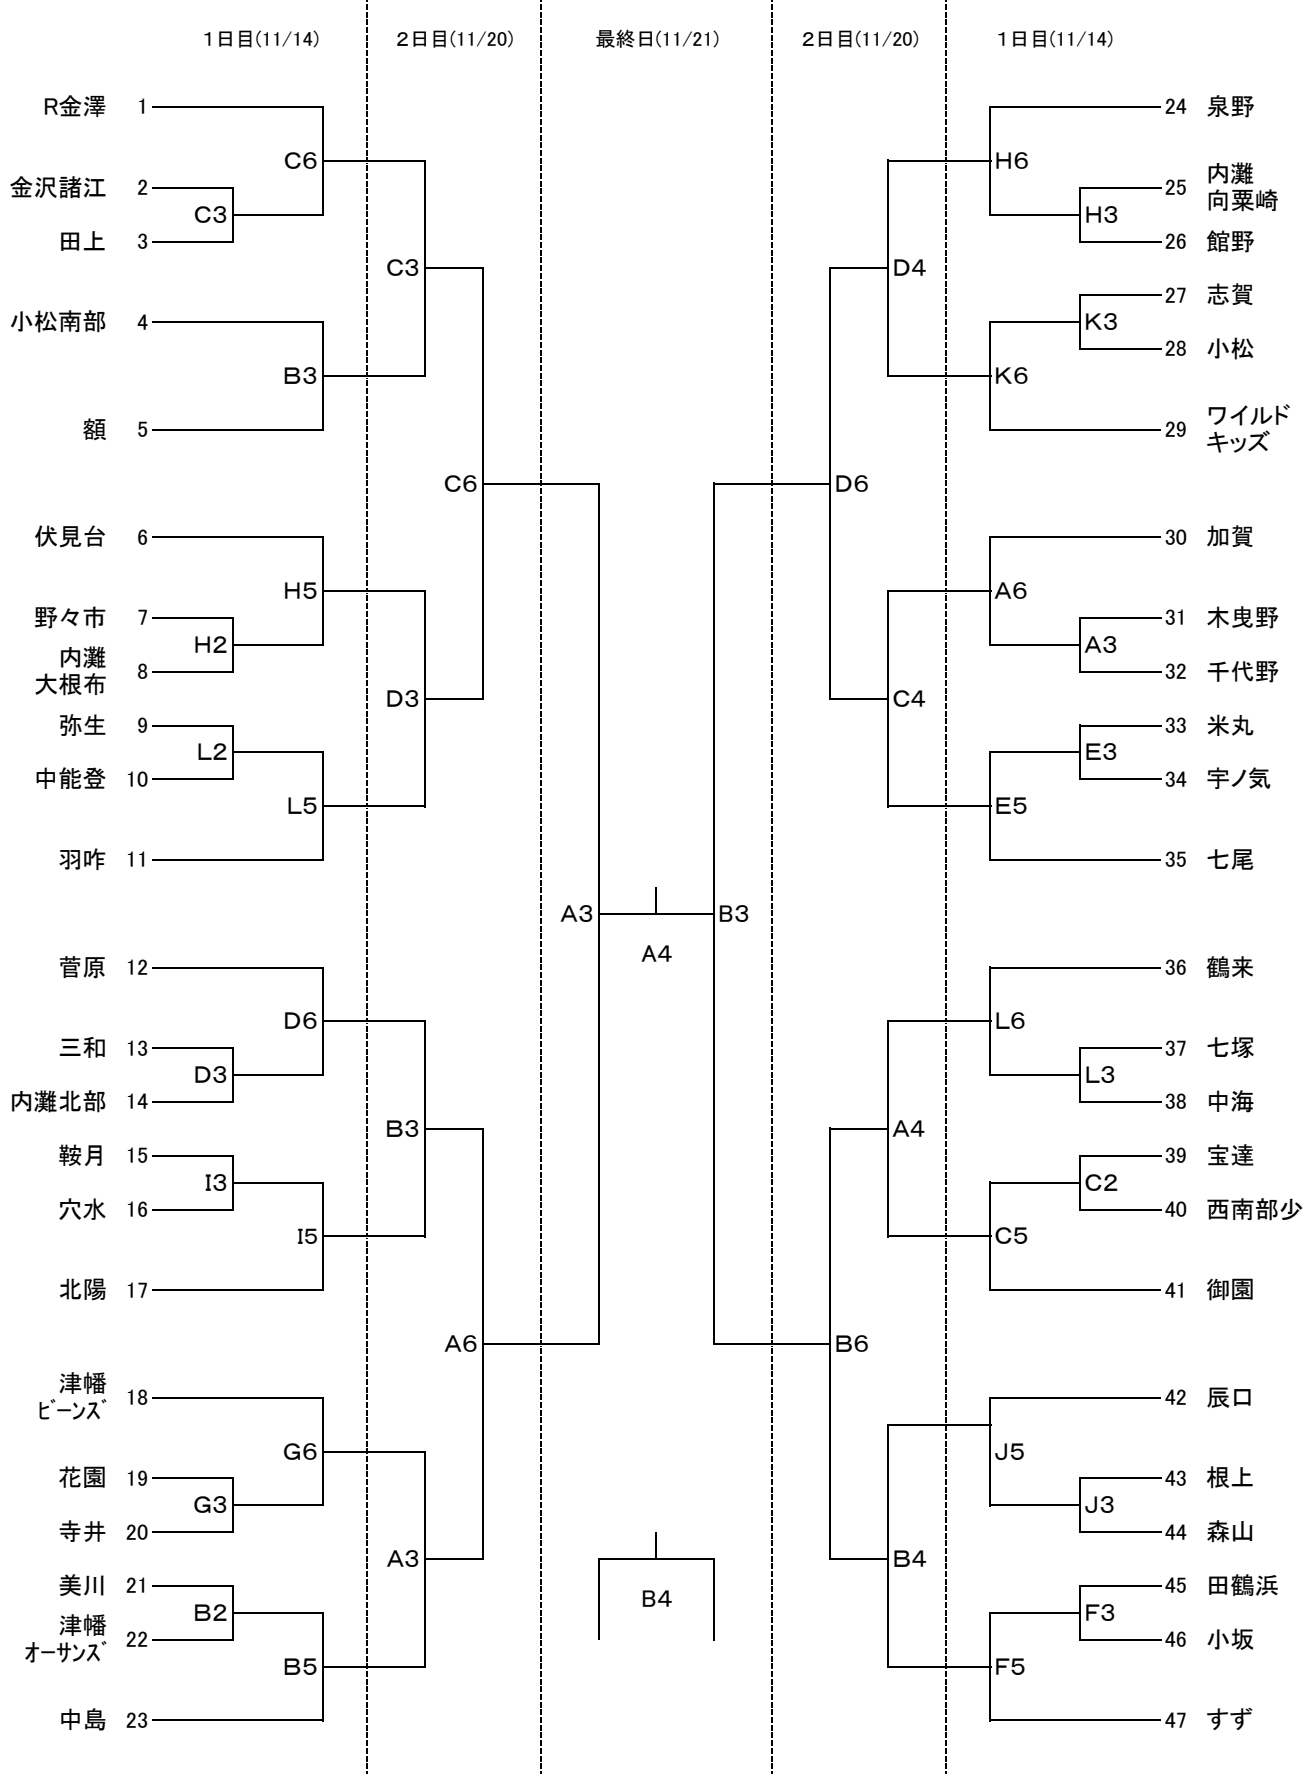 1日目(11/14) 2日目(11/20) 最終日(11/21) 2日目(11/20) 1日目(11/14)
R金澤 1
C6
金沢諸江 2
C3
田上 3
C3
小松南部 4
B3
額 5
C6
伏見台 6
H5
野々市 7
H2
内灘
大根布 8
D3
弥生 9
L2
中能登 10
L5
羽咋 11
A3
菅原 12
D6
三和 13
D3
内灘北部 14
B3
鞍月 15
I3
穴水 16
I5
北陽 17
A6
津幡
ビーンズ 18
G6
花園 19
G3
寺井 20
A3
美川 21
B2
津幡
オーサンズ 22
B5
中島 23
A4
B4
24 泉野
H6
25 内灘
向粟崎
H3
26 館野
D4
27 志賀
K3
28 小松
K6
29 ワイルド
キッズ
D6
30 加賀
A6
31 木曳野
A3
32 千代野
C4
33 米丸
E3
34 宇ノ気
E5
35 七尾
B3
36 鶴来
L6
37 七塚
L3
38 中海
A4
39 宝達
C2
40 西南部少
C5
41 御園
B6
42 辰口
J5
43 根上
J3
44 森山
B4
45 田鶴浜
F3
46 小坂
F5
47 すず